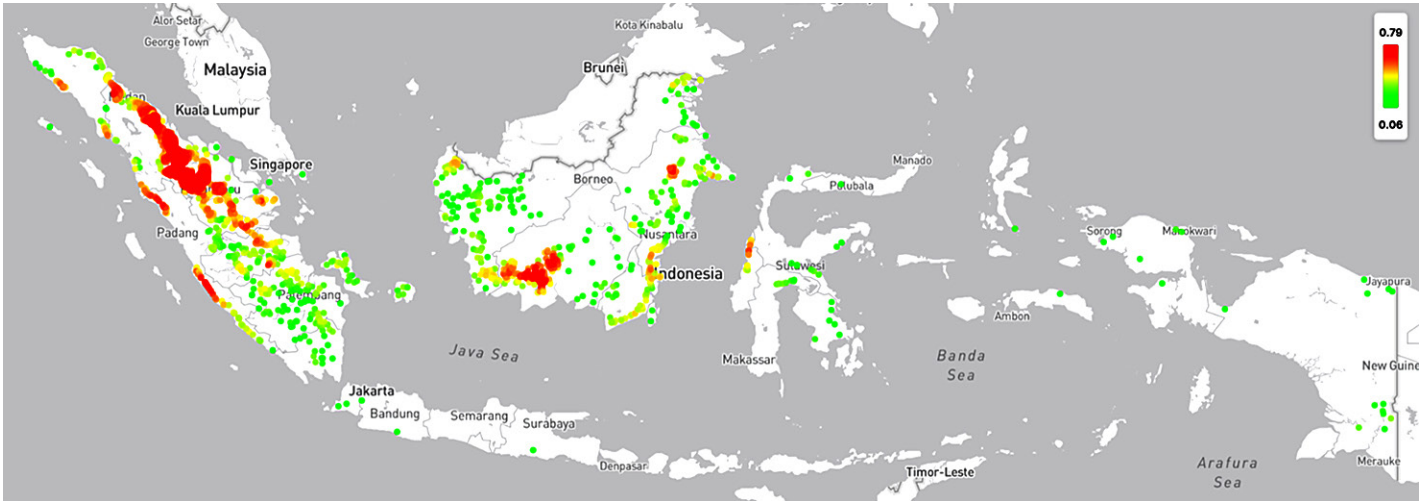 Alor Setar
George Town
Malaysia
Kuala Lumpur
Singapore
Padang
Palembang
Kota Kinabalu
Brunei
Borneo
Nusantara
Indonesia
Manado
Sulawesi
Makassar
Java Sea
Jakarta
Bandung
Semarang
Surabaya
Denpasar
Banda
Sea
Ambon
Sorong
Manokwari
Jayapura
New Guine
Merauke
Arafura
Sea
Timor-Leste
0.79
0.06